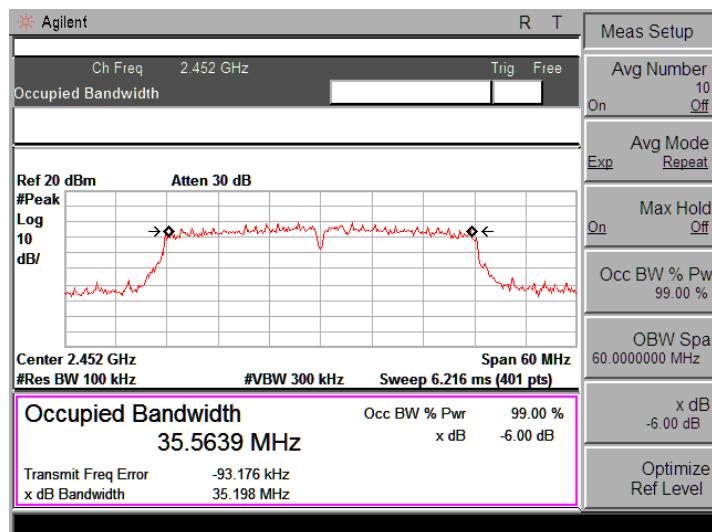 Agilent R T
Ch Freq 2.452 GHz Trig Free
Occupied Bandwidth
Ref 20 dBm Atten 30 dB
#Peak
Log
10
dB/
Center 2.452 GHz Span 60 MHz
#Res BW 100 kHz #VBW 300 kHz Sweep 6.216 ms (401 pts)
Occupied Bandwidth Occ BW % Pwr 99.00 %
35.5639 MHz x dB -6.00 dB
Transmit Freq Error -93.176 kHz
x dB Bandwidth 35.198 MHz
Meas Setup
Avg Number
10
On Off
Avg Mode
Exp Repeat
Max Hold
On Off
Occ BW % Pw
99.00 %
OBW Spa
60.0000000 MHz
x dB
-6.00 dB
Optimize
Ref Level